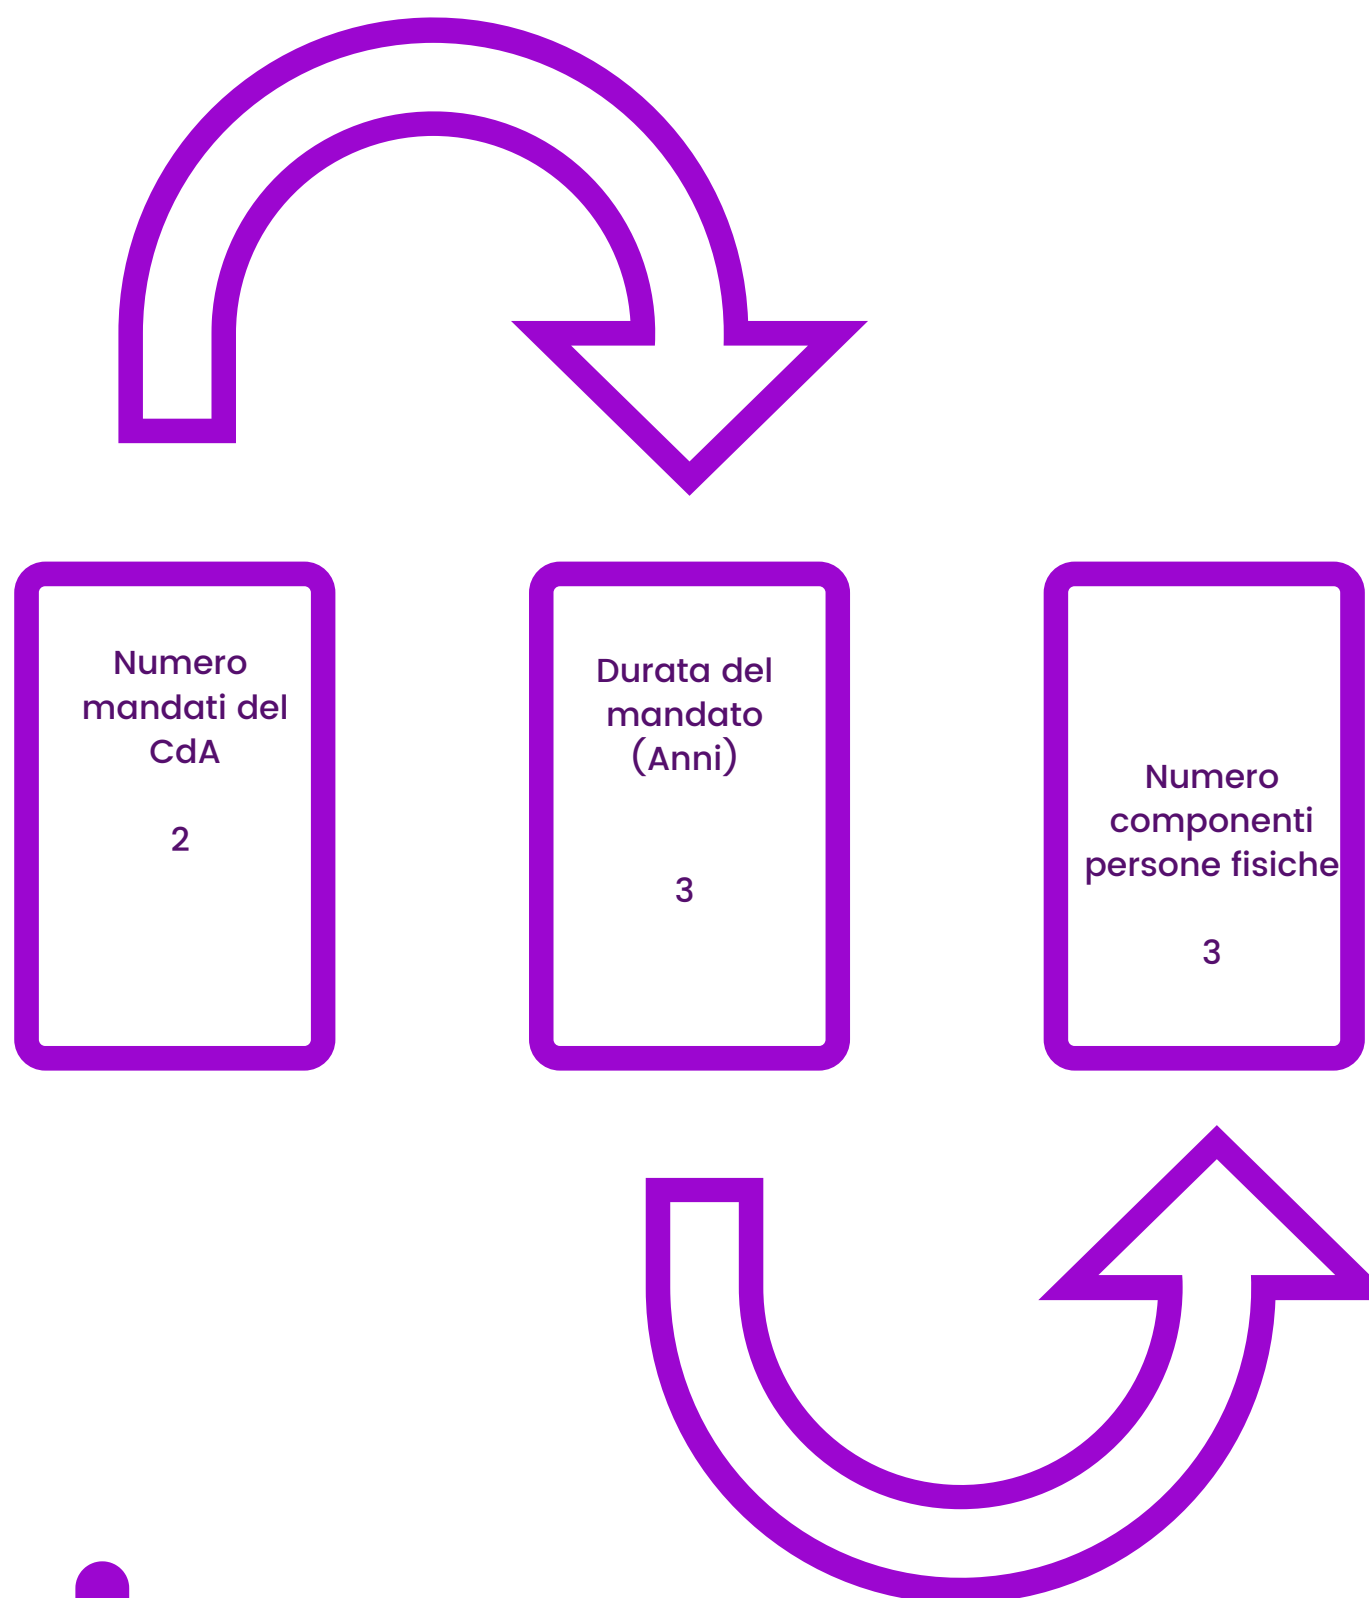 Numero
mandati del
CdA
2
Durata del
mandato
(Anni)
3
Numero
componenti
persone fisiche
3